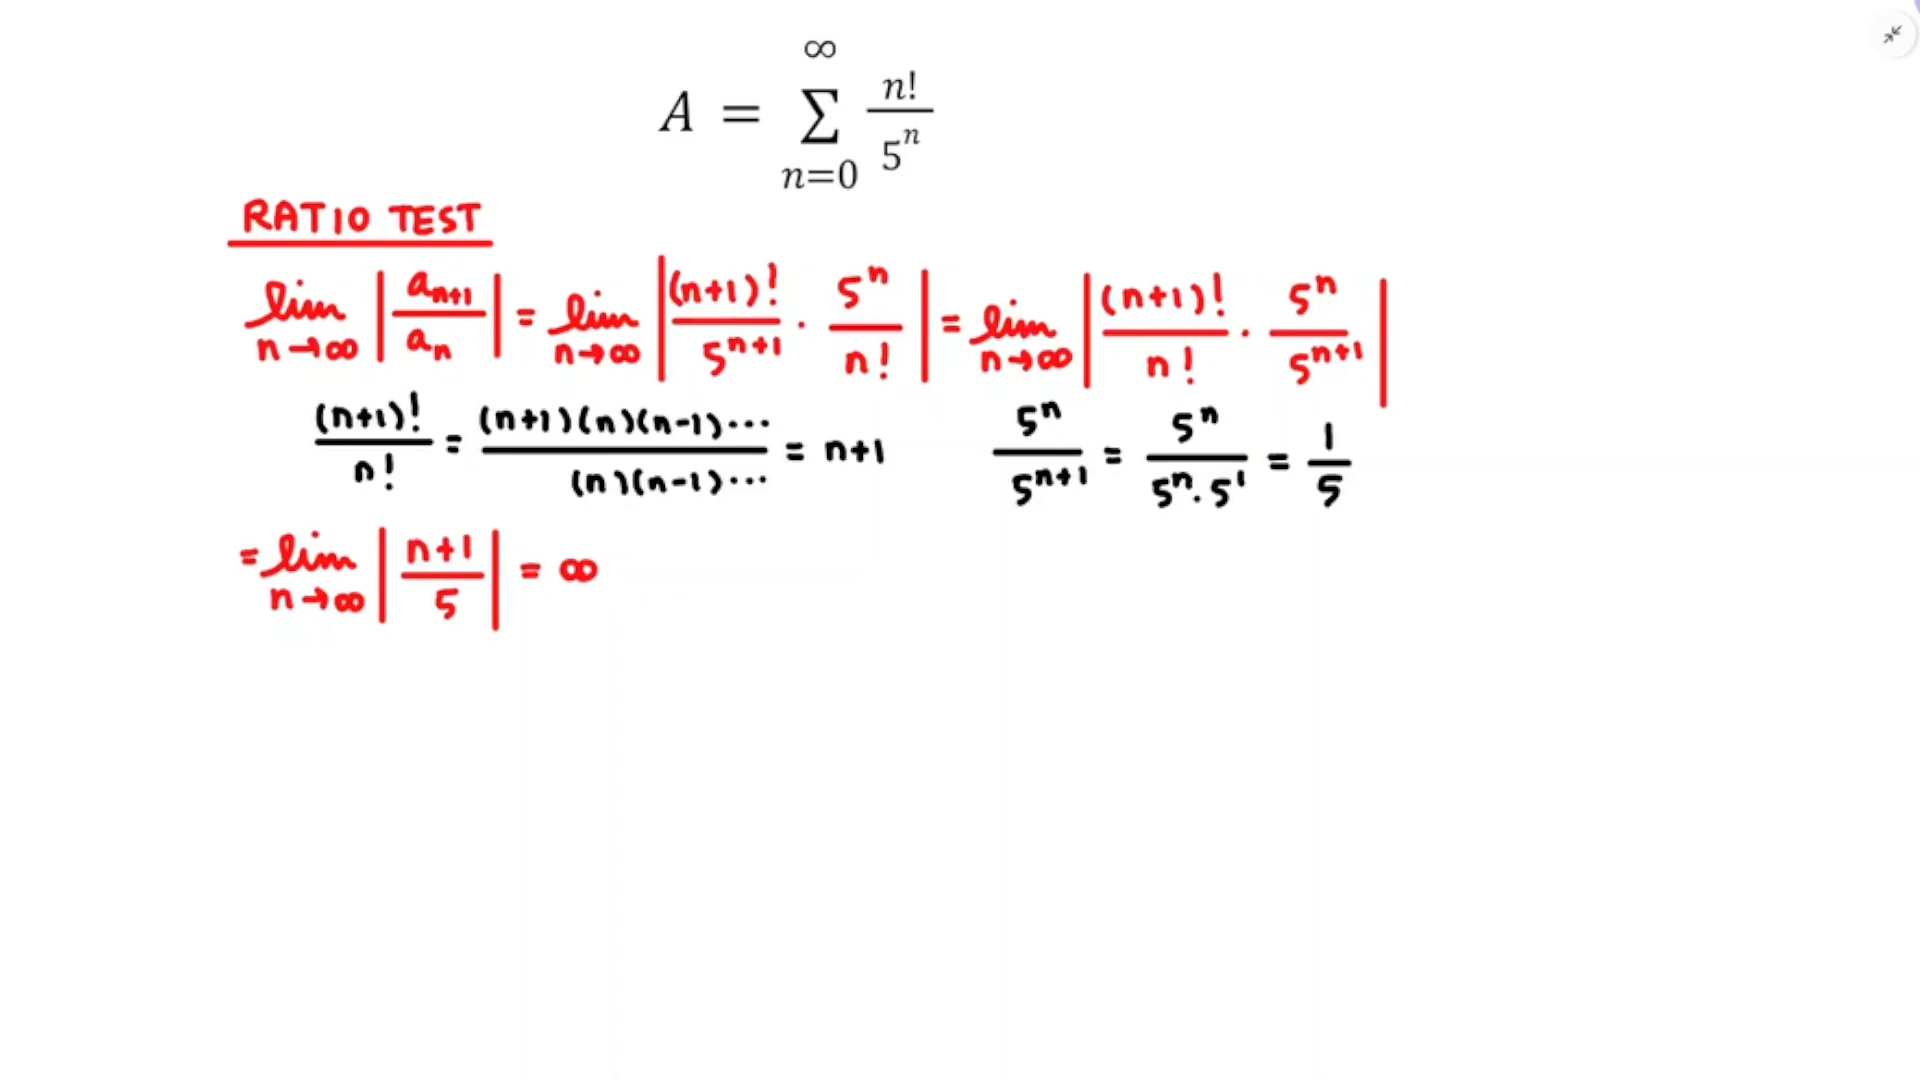 A = ∑_{n=0}^{∞} n!/5^n
RATIO TEST
lim_{n→∞} |a_{n+1}/a_n| = lim_{n→∞} |(n+1)!/5^{n+1} · 5^n/n!| = lim_{n→∞} |(n+1)!/n! · 5^n/5^{n+1}|
(n+1)!/n! = (n+1)(n)(n-1)···/(n)(n-1)··· = n+1 5^n/5^{n+1} = 5^n/5^n·5^1 = 1/5
= lim_{n→∞} |n+1/5| = ∞